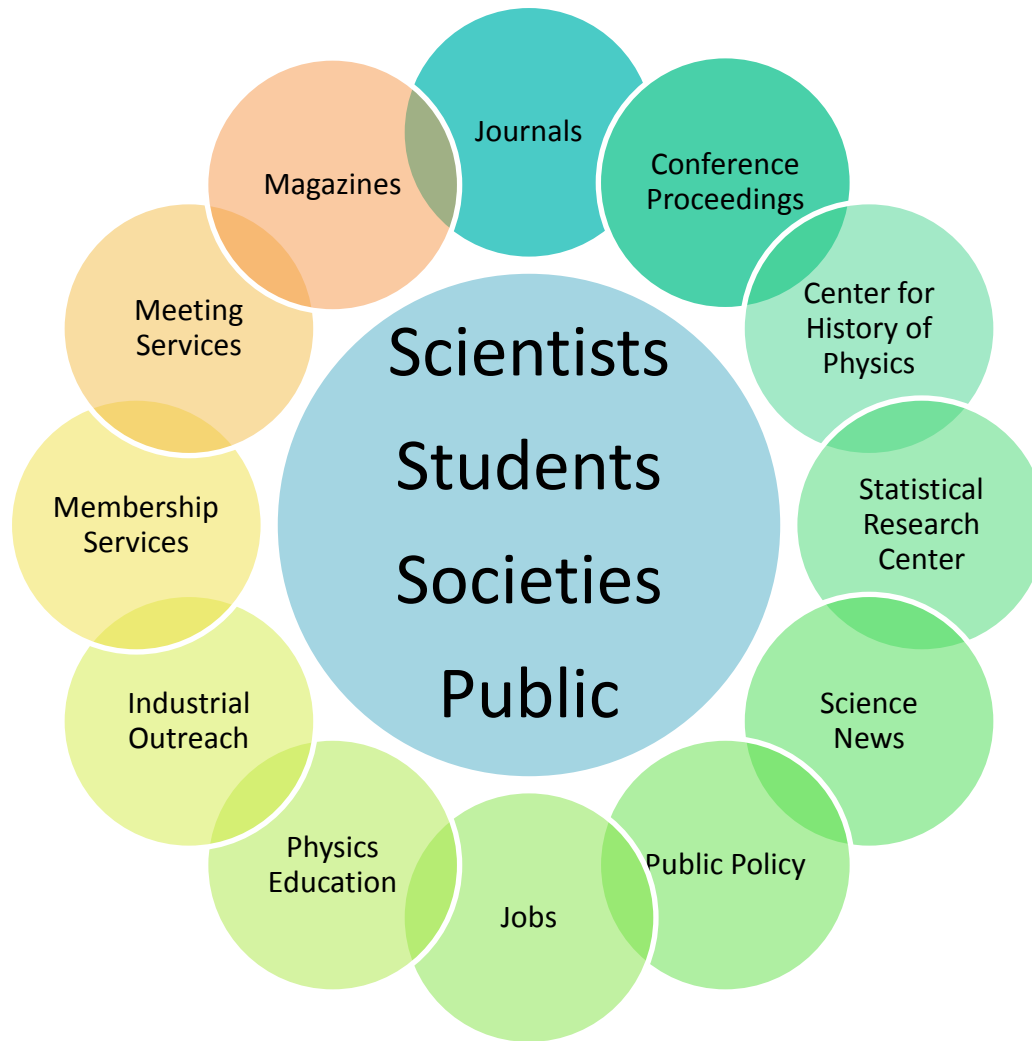 Journals
Conference
Proceedings
Center for
History of
Physics
Statistical
Research
Center
Science
News
Public Policy
Jobs
Physics
Education
Industrial
Outreach
Membership
Services
Meeting
Services
Magazines
Scientists
Students
Societies
Public